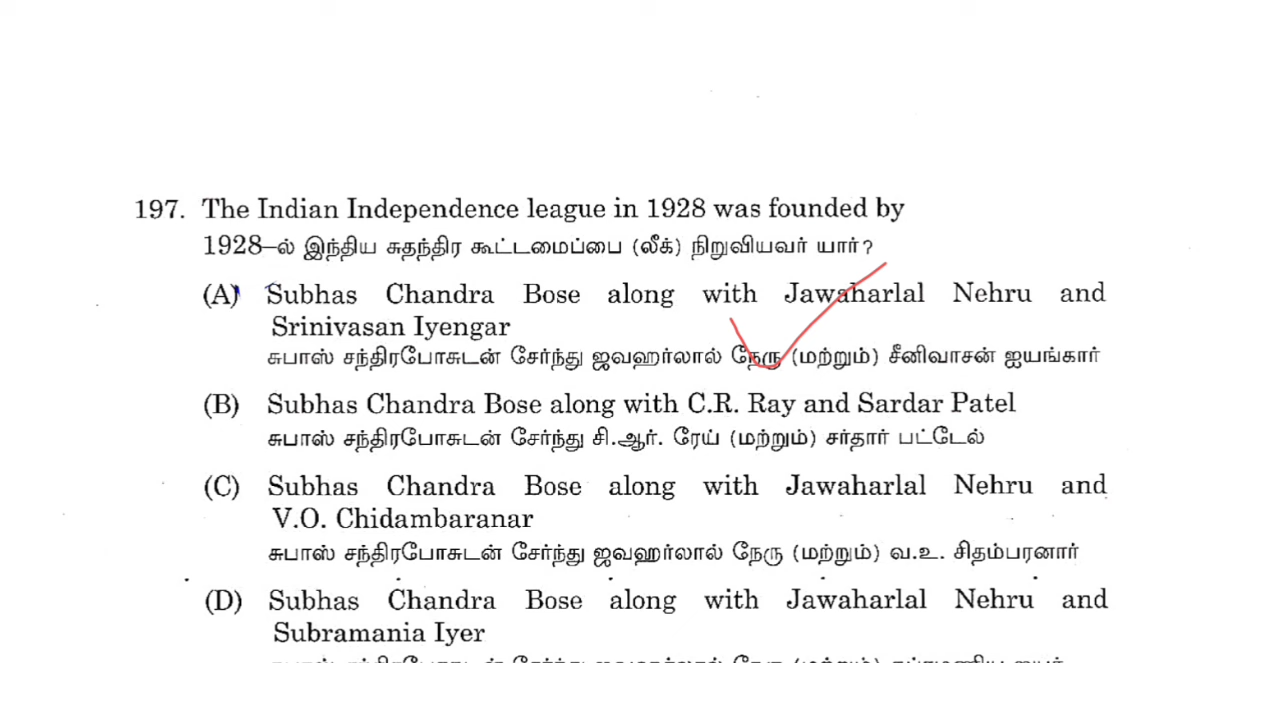 197. The Indian Independence league in 1928 was founded by
1928–ல் இந்திய சுதந்திர கூட்டமைப்பை (லீக்) நிறுவியவர் யார்?
(A) Subhas Chandra Bose along with Jawaharlal Nehru and
Srinivasan Iyengar
சுபாஸ் சந்திரபோசுடன் சேர்ந்து ஜவஹர்லால் நேரு (மற்றும்) சீனிவாசன் ஐயங்கார்
(B) Subhas Chandra Bose along with C.R. Ray and Sardar Patel
சுபாஸ் சந்திரபோசுடன் சேர்ந்து சி.ஆர். ரேய் (மற்றும்) சர்தார் பட்டேல்
(C) Subhas Chandra Bose along with Jawaharlal Nehru and
V.O. Chidambaranar
சுபாஸ் சந்திரபோசுடன் சேர்ந்து ஜவஹர்லால் நேரு (மற்றும்) வ.உ. சிதம்பரனார்
(D) Subhas Chandra Bose along with Jawaharlal Nehru and
Subramania Iyer